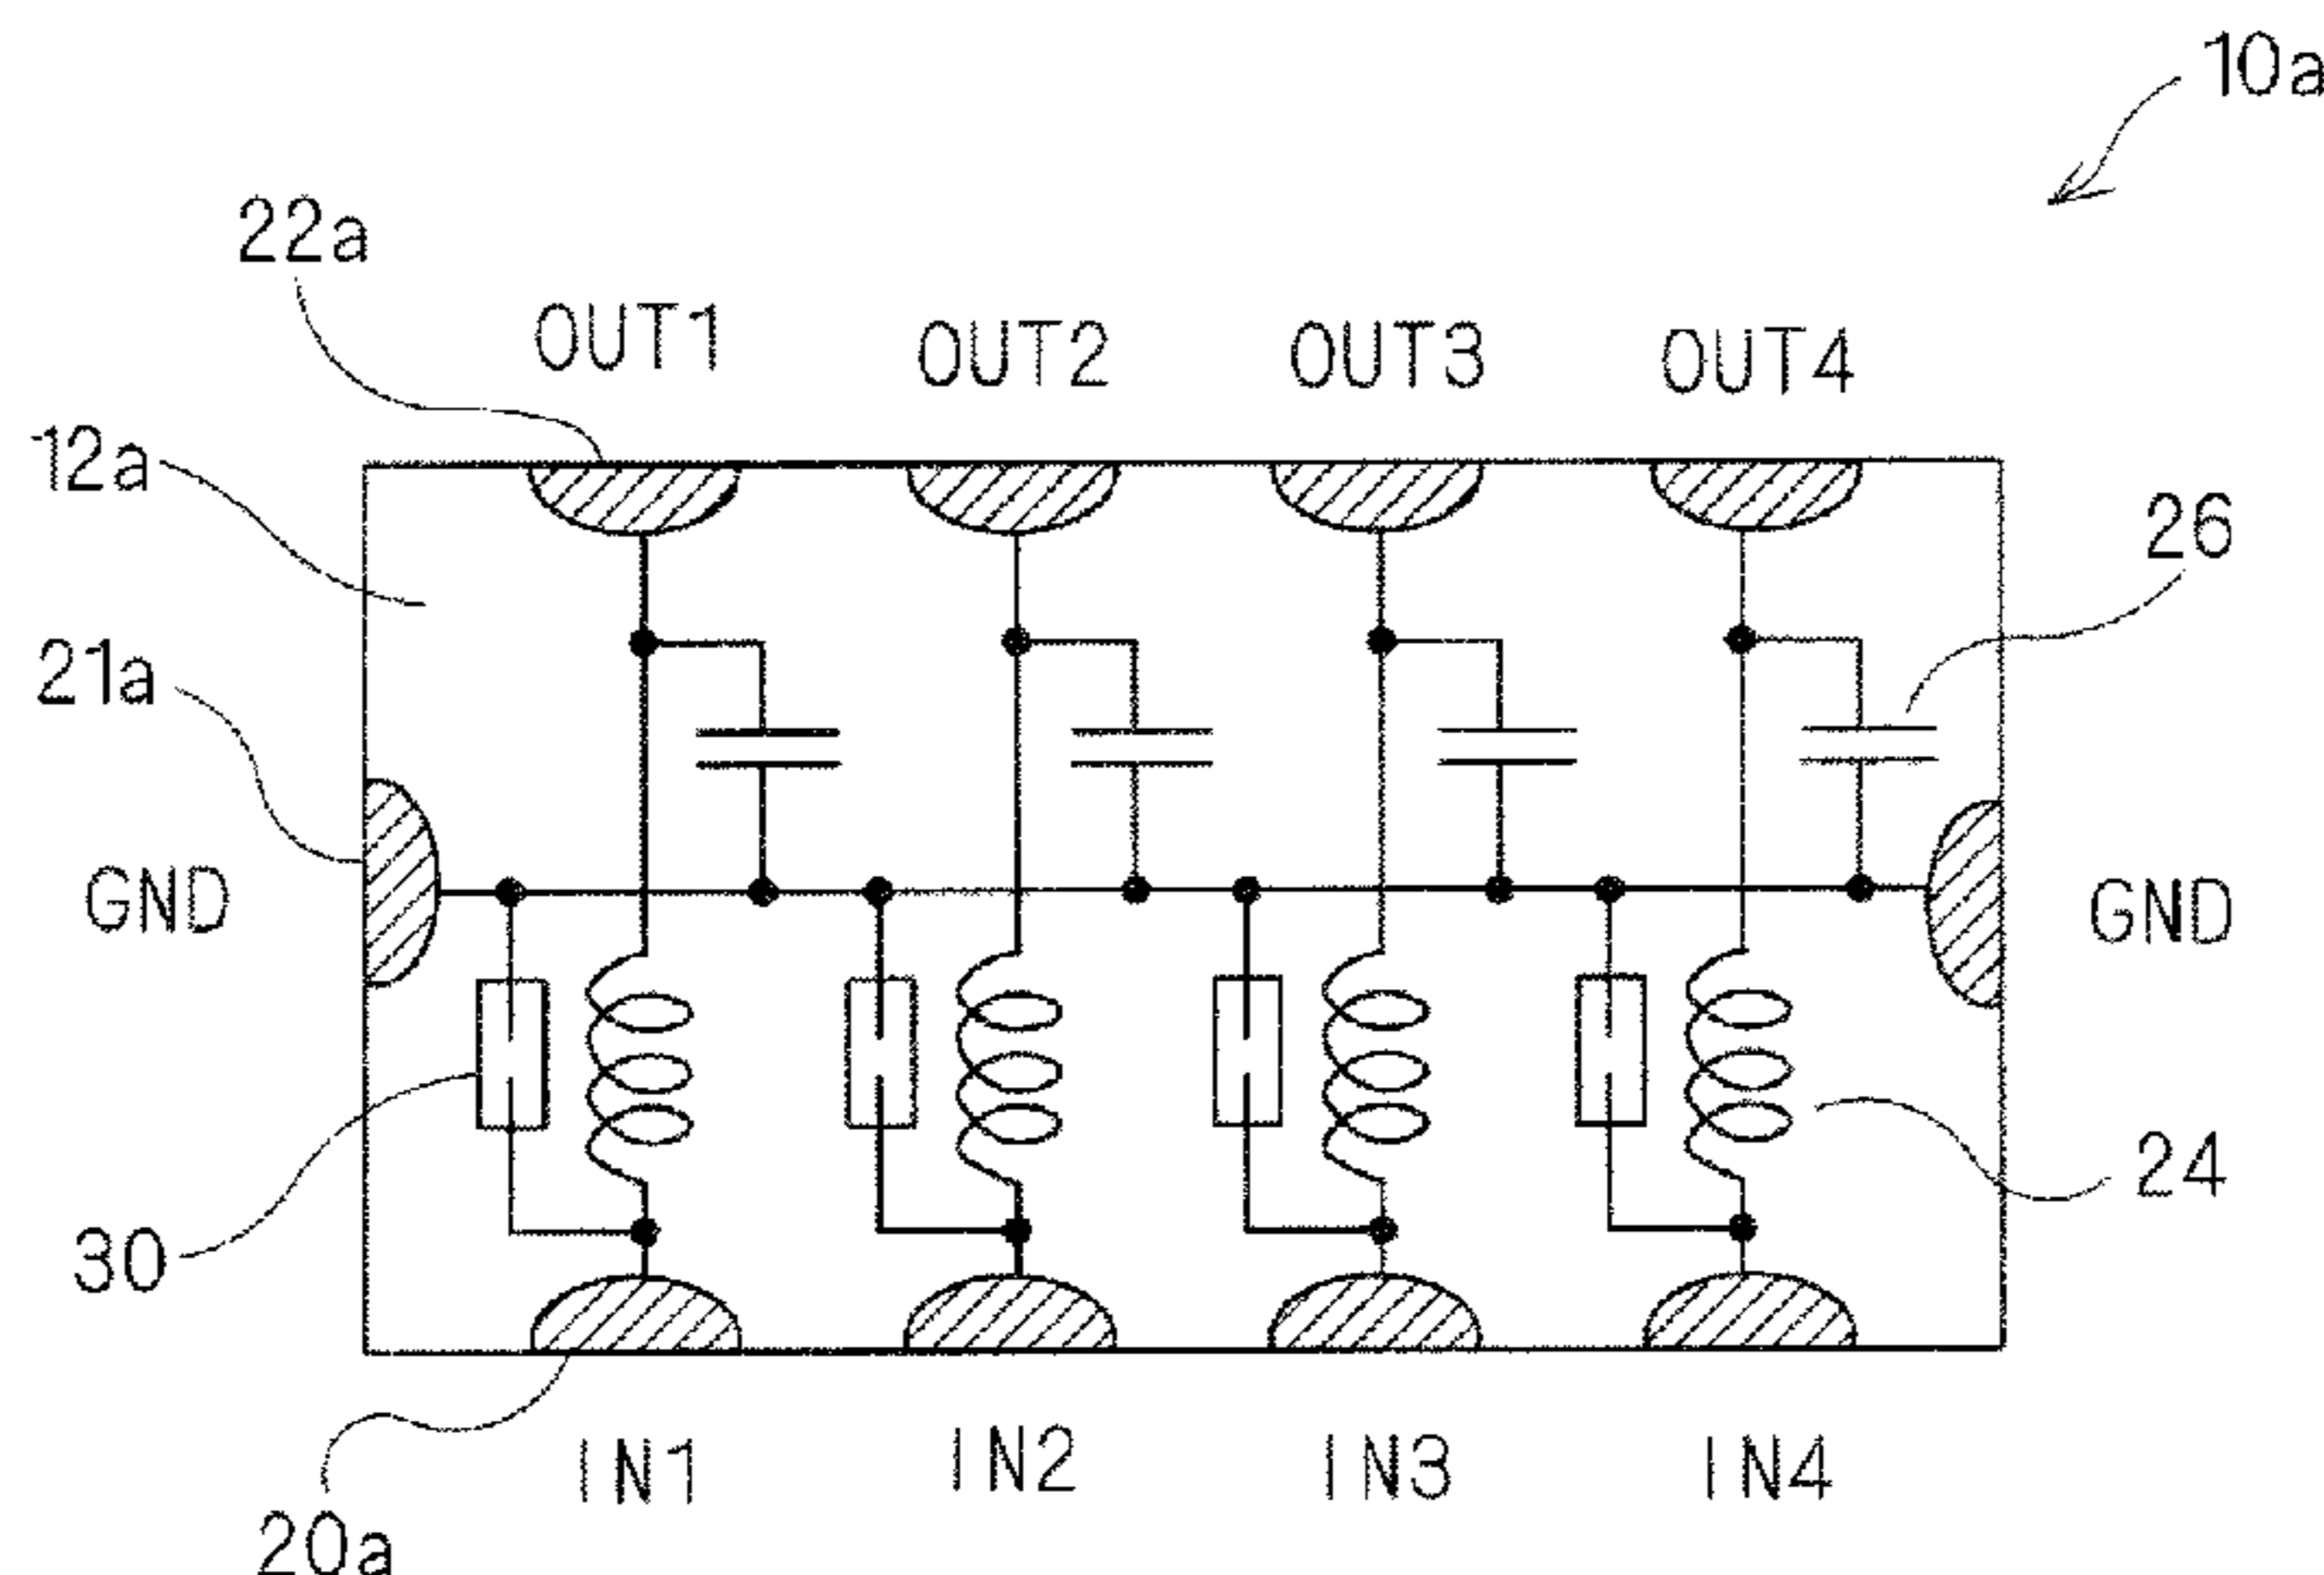 10a
22a
OUT1 OUT2 OUT3 OUT4
12a
26
21a
GND GND
24
30
IN1 IN2 IN3 IN4
20a